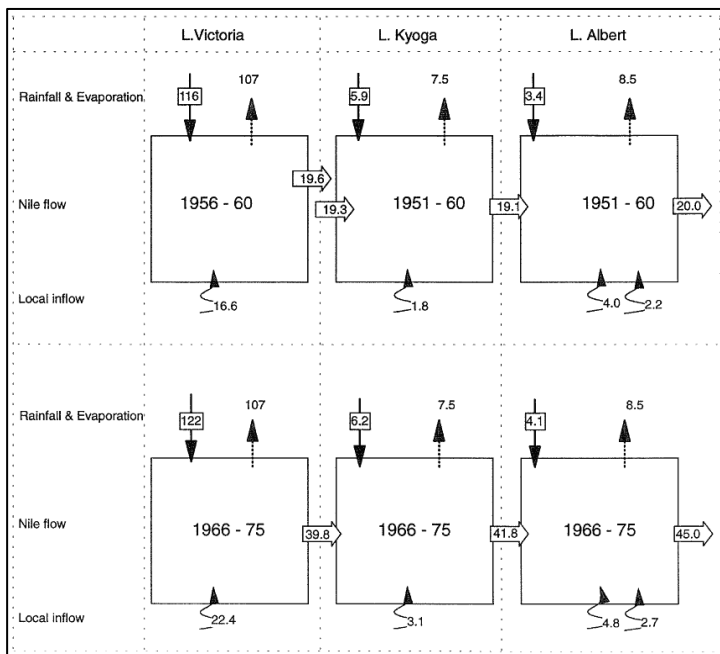 L.Victoria L. Kyoga L. Albert
107 7.5 8.5
Rainfall & Evaporation 116 5.9 3.4
19.6
Nile flow 1956 - 60 19.3 1951 - 60 19.1 1951 - 60 20.0
Local inflow 16.6 1.8 4.0 2.2
107 7.5 8.5
Rainfall & Evaporation 122 6.2 4.1
Nile flow 1966 - 75 39.8 1966 - 75 41.8 1966 - 75 45.0
Local inflow 22.4 3.1 4.8 2.7